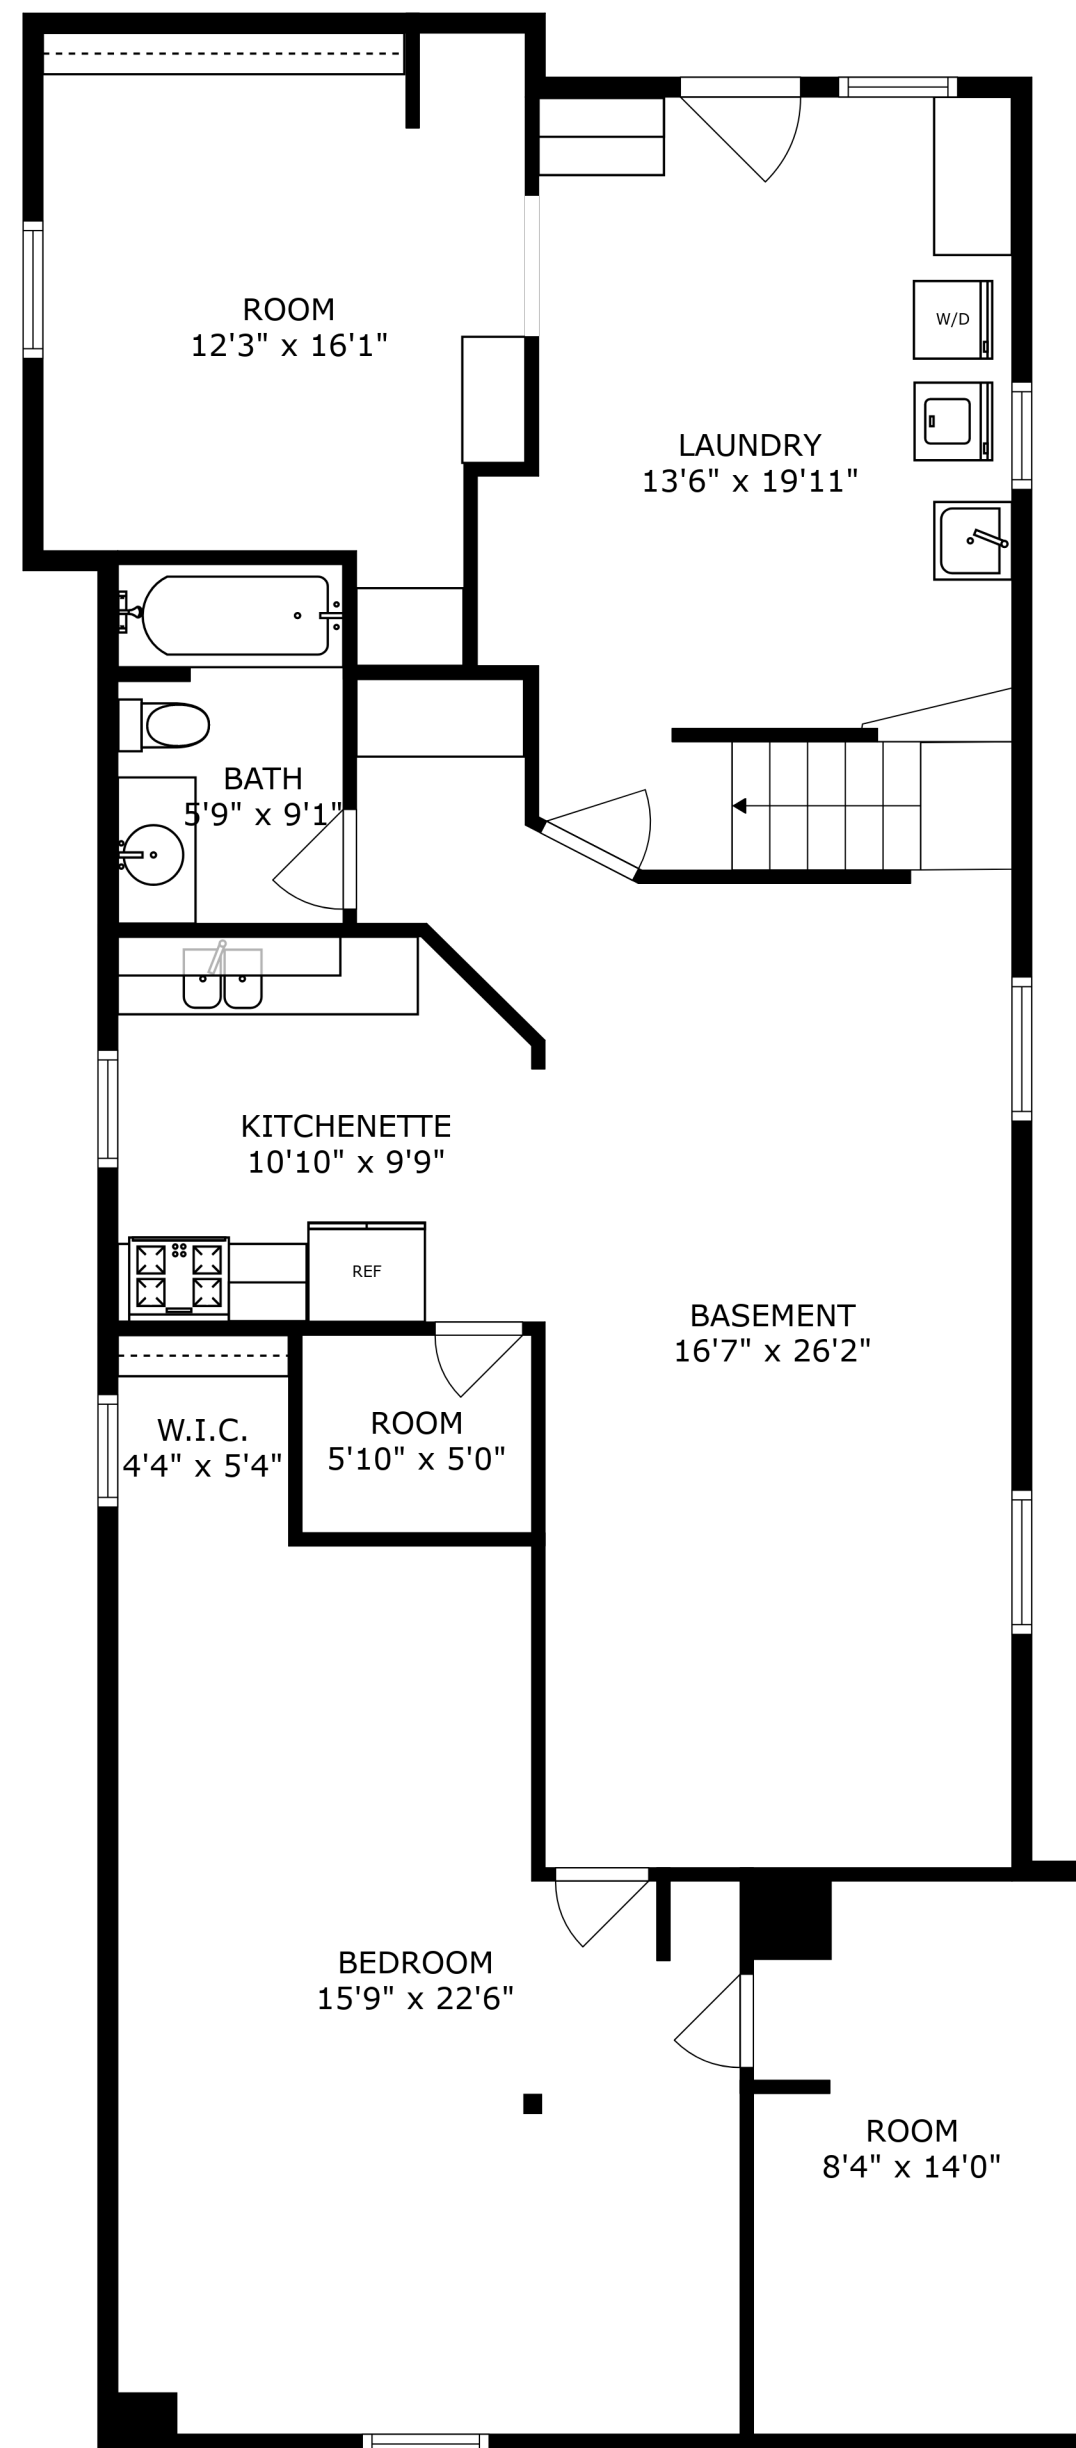 ROOM
12'3" x 16'1"
W/D
LAUNDRY
13'6" x 19'11"
BATH
5'9" x 9'1"
KITCHENETTE
10'10" x 9'9"
REF
BASEMENT
16'7" x 26'2"
W.I.C.
4'4" x 5'4"
ROOM
5'10" x 5'0"
BEDROOM
15'9" x 22'6"
ROOM
8'4" x 14'0"